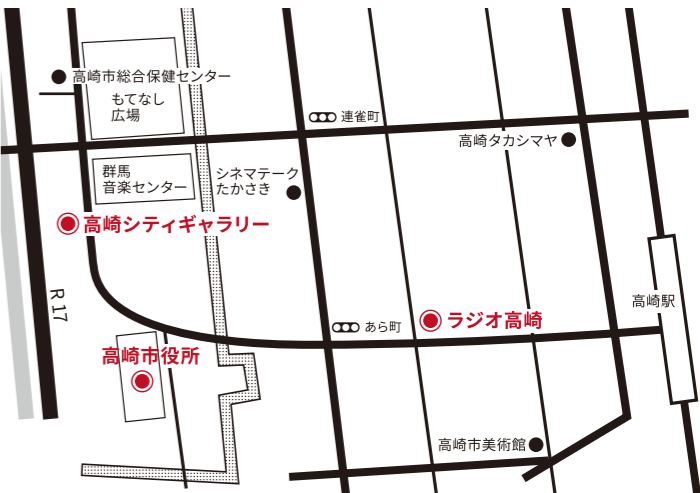 高崎市総合保健センター
もてなし
広場
連雀町
高崎タカシマヤ
群馬
音楽センター
シネマテーク
たかさき
高崎シティギャラリー
R 17
高崎駅
あら町
ラジオ高崎
高崎市役所
高崎市美術館